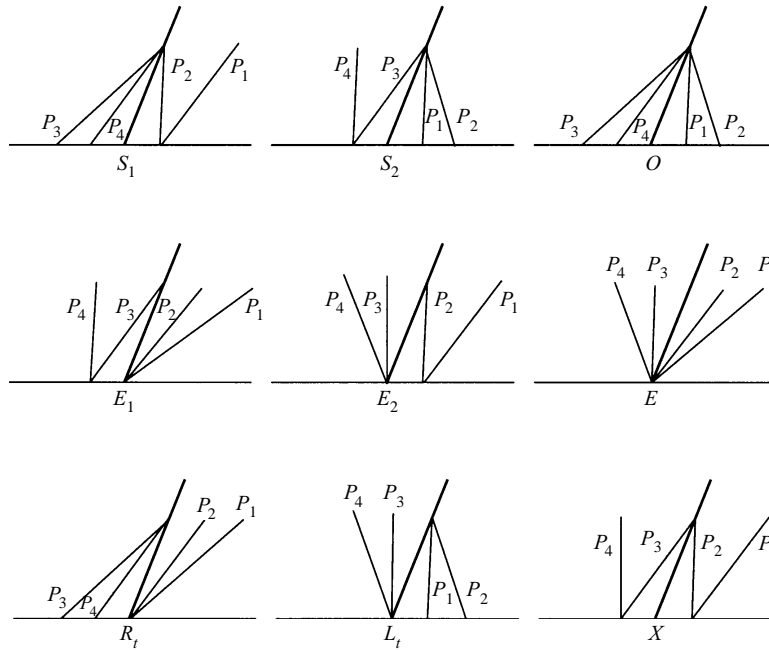 P₃ P₄ P₂ P₁
S₁
P₄ P₃ P₁ P₂
S₂
P₃ P₄ P₁ P₂
O
P₄ P₃ P₂ P₁
E₁
P₄ P₃ P₂ P₁
E₂
P₄ P₃ P₂ P
E
P₃ P₄ P₂ P₁
R_t
P₄ P₃ P₁ P₂
L_t
P₄ P₃ P₂ P
X